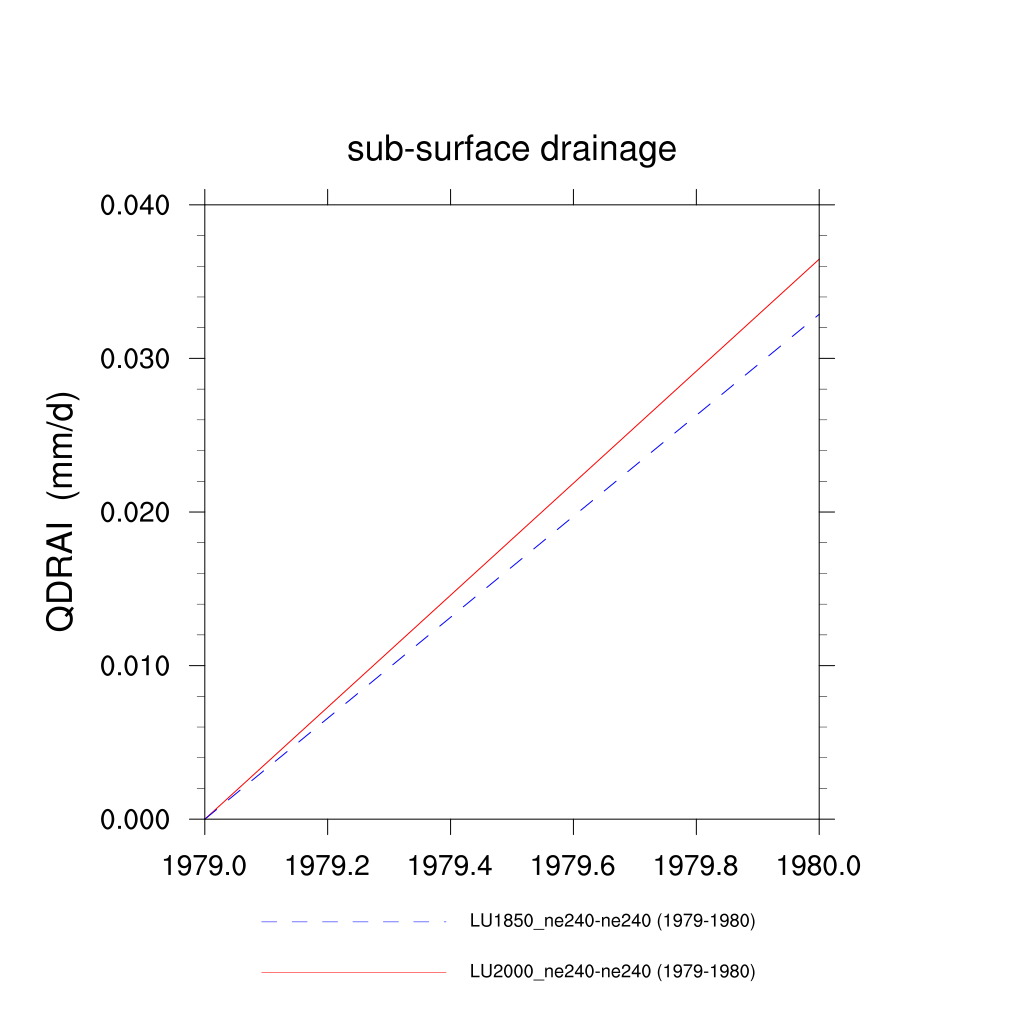 sub-surface drainage
0.040
0.030
0.020
0.010
0.000
QDRAI (mm/d)
1979.0 1979.2 1979.4 1979.6 1979.8 1980.0
LU1850_ne240-ne240 (1979-1980)
LU2000_ne240-ne240 (1979-1980)